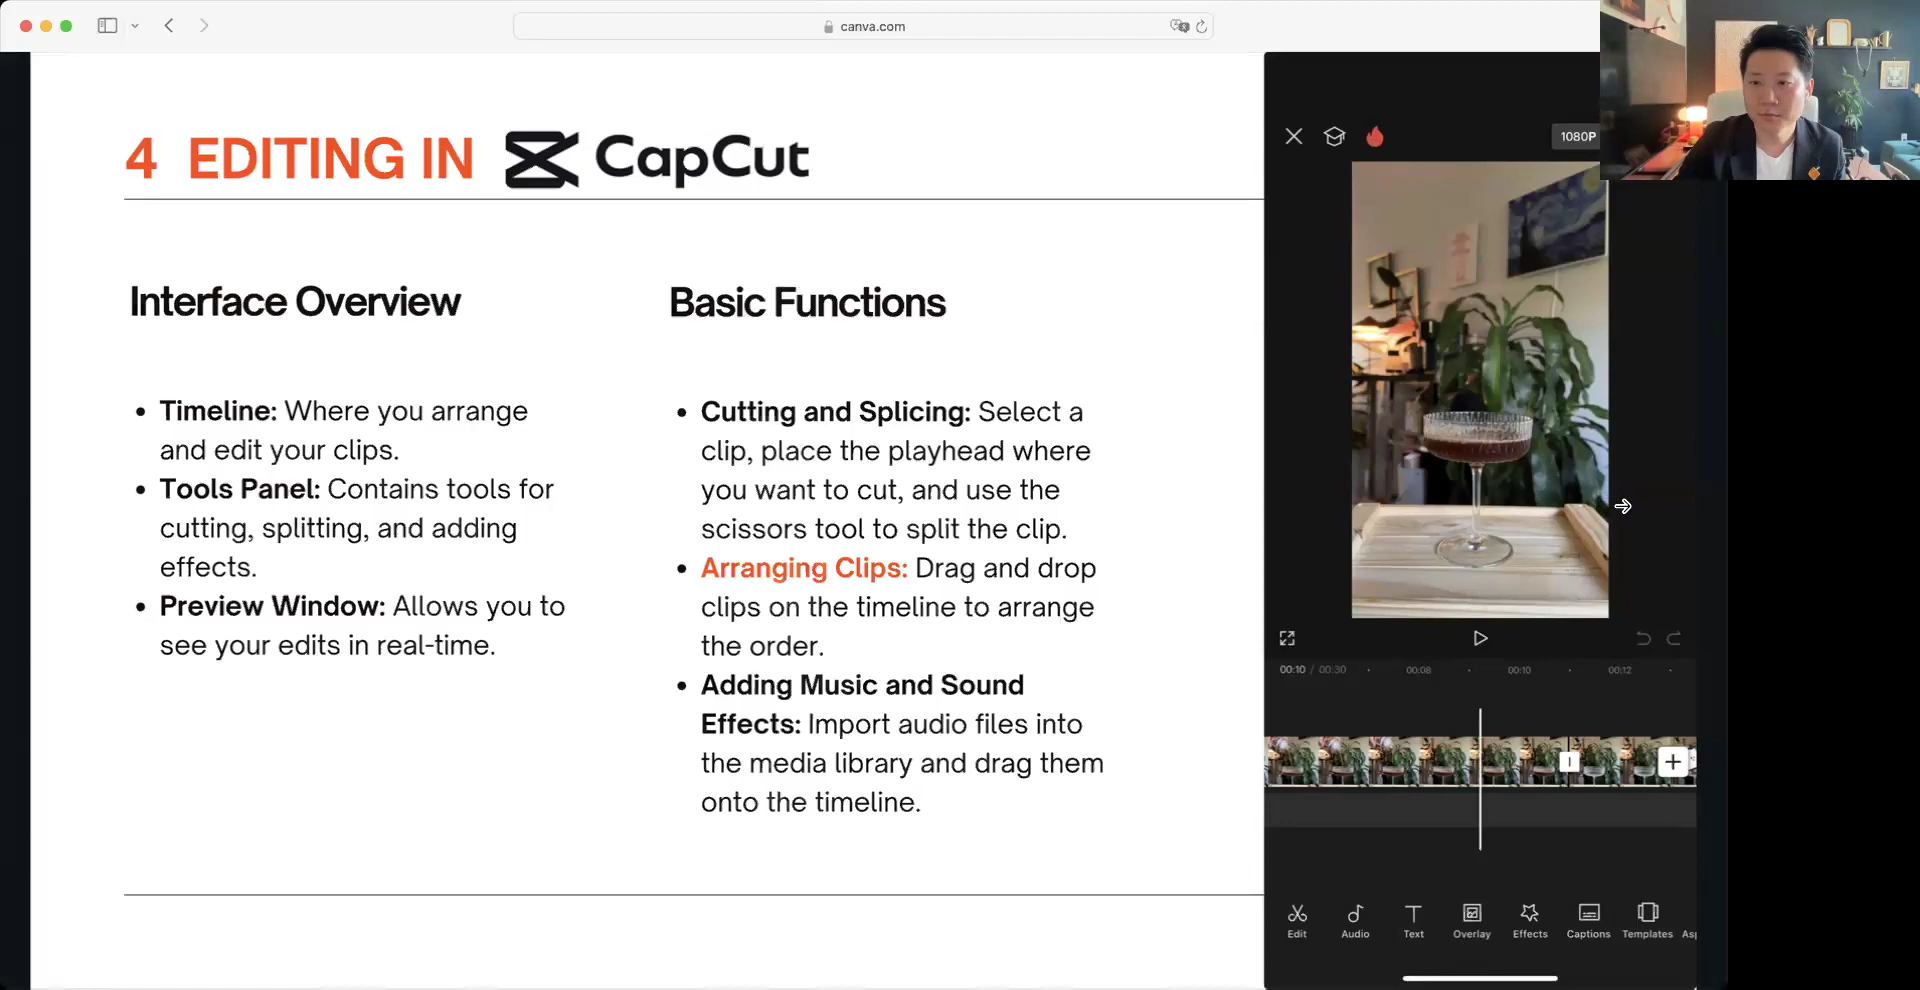 canva.com
4 EDITING IN CapCut
Interface Overview
Timeline: Where you arrange
and edit your clips.
Tools Panel: Contains tools for
cutting, splitting, and adding
effects.
Preview Window: Allows you to
see your edits in real-time.
Basic Functions
Cutting and Splicing: Select a
clip, place the playhead where
you want to cut, and use the
scissors tool to split the clip.
Arranging Clips: Drag and drop
clips on the timeline to arrange
the order.
Adding Music and Sound
Effects: Import audio files into
the media library and drag them
onto the timeline.
1080P
00:10 / 00:30 00:08 00:10 00:12
Edit Audio Text Overlay Effects Captions Templates